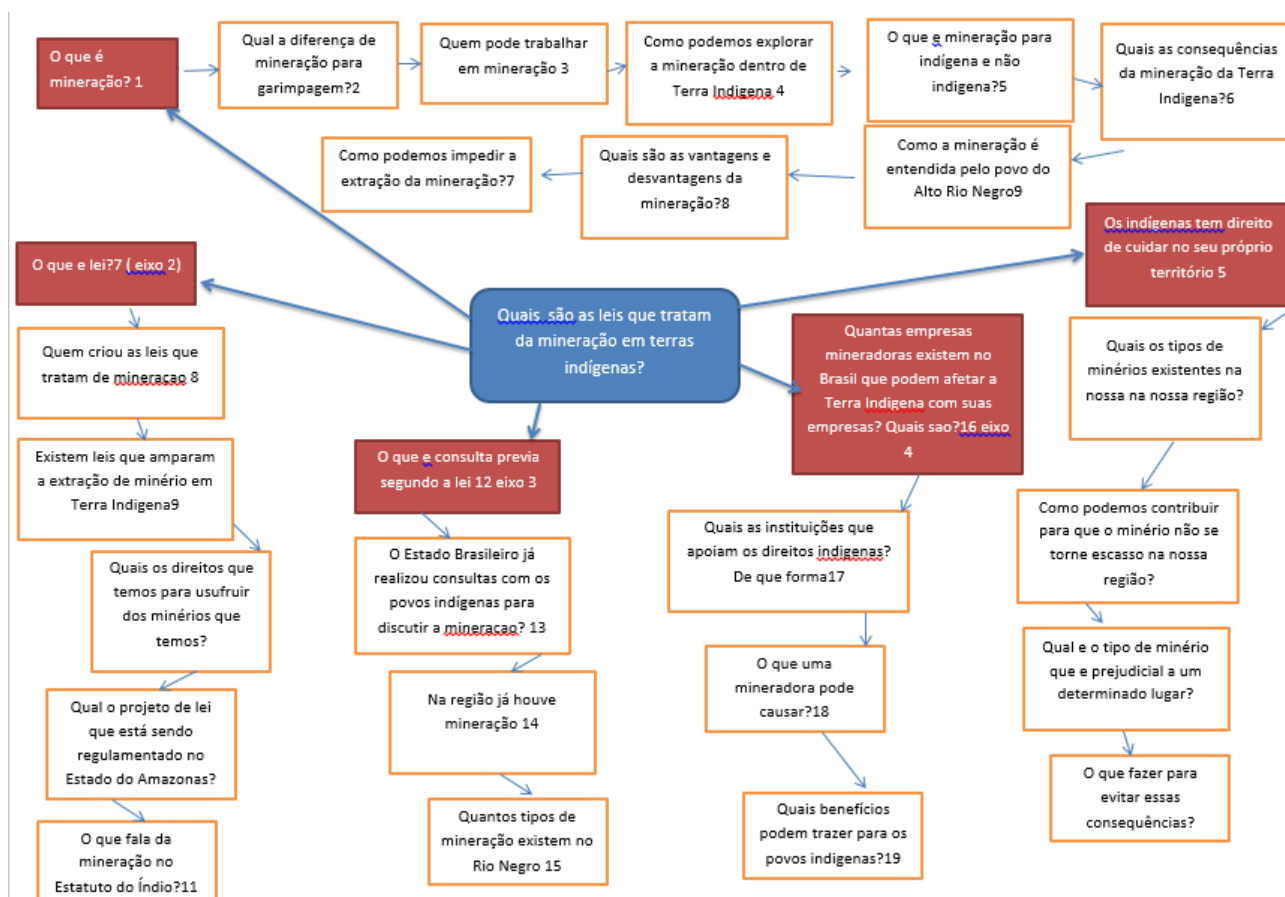 O que é
mineração? 1
Qual a diferença de
mineração para
garimpagem?2
Quem pode trabalhar
em mineração 3
Como podemos explorar
a mineração dentro de
Terra Indigena 4
O que e mineração para
indígena e não
indigena?5
Quais as consequências
da mineração da Terra
Indigena?6
Como a mineração é
entendida pelo povo do
Alto Rio Negro9
Quais são as vantagens e
desvantagens da
mineração?8
Como podemos impedir a
extração da mineração?7
Quais são as leis que tratam
da mineração em terras
indígenas?
O que e lei?7 ( eixo 2)
Quem criou as leis que
tratam de mineraçao 8
Existem leis que amparam
a extração de minério em
Terra Indigena9
Quais os direitos que
temos para usufruir
dos minérios que
temos?
Qual o projeto de lei
que está sendo
regulamentado no
Estado do Amazonas?
O que fala da
mineração no
Estatuto do Índio?11
O que e consulta previa
segundo a lei 12 eixo 3
O Estado Brasileiro já
realizou consultas com os
povos indígenas para
discutir a mineraçao? 13
Na região já houve
mineração 14
Quantos tipos de
mineração existem no
Rio Negro 15
Quantas empresas
mineradoras existem no
Brasil que podem afetar a
Terra Indigena com suas
empresas? Quais sao?16 eixo
4
Quais as instituições que
apoiam os direitos indigenas?
De que forma17
O que uma
mineradora pode
causar?18
Quais benefícios
podem trazer para os
povos indigenas?19
Os indígenas tem direito
de cuidar no seu próprio
território 5
Quais os tipos de
minérios existentes na
nossa na nossa região?
Como podemos contribuir
para que o minério não se
torne escasso na nossa
região?
Qual e o tipo de minério
que e prejudicial a um
determinado lugar?
O que fazer para
evitar essas
consequências?